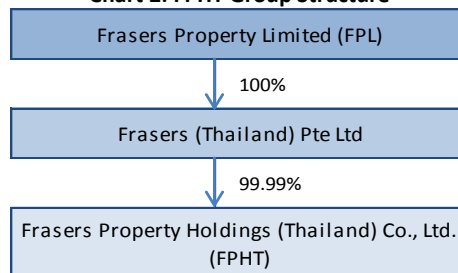 Frasers Property Limited (FPL)
100%
Frasers (Thailand) Pte Ltd
99.99%
Frasers Property Holdings (Thailand) Co., Ltd.
(FPHT)